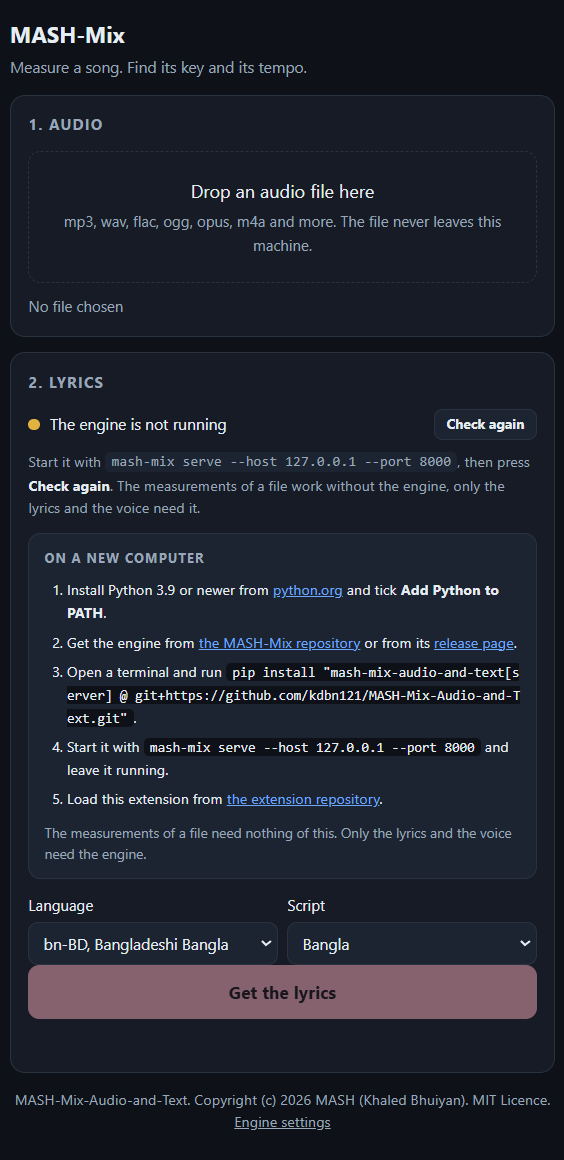 MASH-Mix
Measure a song. Find its key and its tempo.
1. AUDIO
Drop an audio file here
mp3, wav, flac, ogg, opus, m4a and more. The file never leaves this
machine.
No file chosen
2. LYRICS
The engine is not running
Check again
Start it with mash-mix serve --host 127.0.0.1 --port 8000, then press
Check again. The measurements of a file work without the engine, only the
lyrics and the voice need it.
ON A NEW COMPUTER
1. Install Python 3.9 or newer from python.org and tick Add Python to
PATH.
2. Get the engine from the MASH-Mix repository or from its release page.
3. Open a terminal and run pip install "mash-mix-audio-and-text[s
erver] @ git+https://github.com/kdbn121/MASH-Mix-Audio-and-T
ext.git".
4. Start it with mash-mix serve --host 127.0.0.1 --port 8000 and
leave it running.
5. Load this extension from the extension repository.
The measurements of a file need nothing of this. Only the lyrics and the voice
need the engine.
Language
Script
bn-BD, Bangladeshi Bangla
Bangla
Get the lyrics
MASH-Mix-Audio-and-Text. Copyright (c) 2026 MASH (Khaled Bhuiyan). MIT Licence.
Engine settings